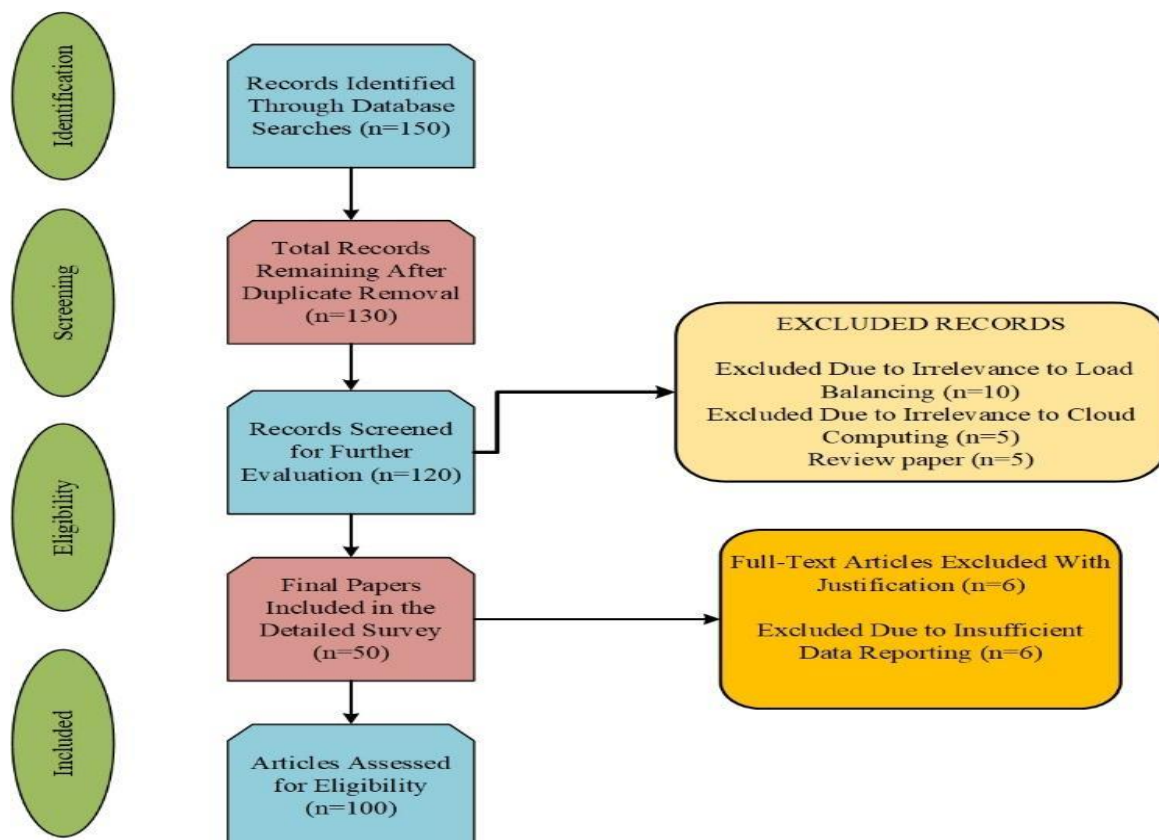 Identification
Records Identified
Through Database
Searches (n=150)
Screening
Total Records
Remaining After
Duplicate Removal
(n=130)
EXCLUDED RECORDS
Excluded Due to Irrelevance to Load
Balancing (n=10)
Excluded Due to Irrelevance to Cloud
Computing (n=5)
Review paper (n=5)
Eligibility
Records Screened
for Further
Evaluation (n=120)
Final Papers
Included in the
Detailed Survey
(n=50)
Full-Text Articles Excluded With
Justification (n=6)
Excluded Due to Insufficient
Data Reporting (n=6)
Included
Articles Assessed
for Eligibility
(n=100)